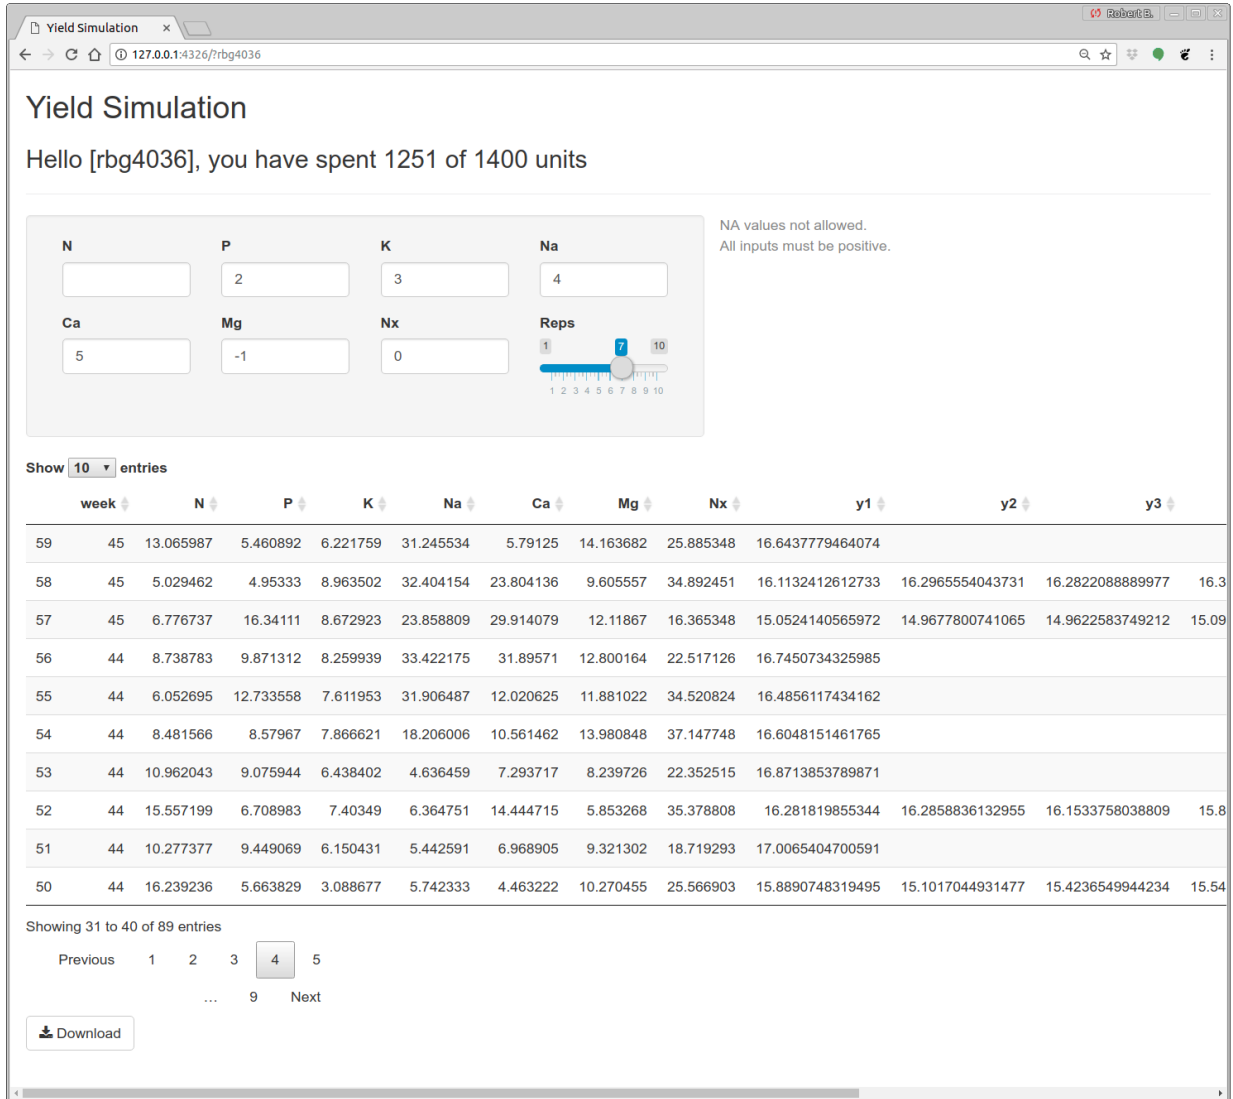 Yield Simulation ×
Robert B.
127.0.0.1:4326/?rbg4036
Yield Simulation
Hello [rbg4036], you have spent 1251 of 1400 units
NA values not allowed.
All inputs must be positive.
N P K Na
2 3 4
Ca Mg Nx Reps
5 -1 0
1 7 10
1 2 3 4 5 6 7 8 9 10
Show 10 entries
week N P K Na Ca Mg Nx y1 y2 y3
59 45 13.065987 5.460892 6.221759 31.245534 5.79125 14.163682 25.885348 16.6437779464074
58 45 5.029462 4.95333 8.963502 32.404154 23.804136 9.605557 34.892451 16.1132412612733 16.2965554043731 16.2822088889977 16.3
57 45 6.776737 16.34111 8.672923 23.858809 29.914079 12.11867 16.365348 15.0524140565972 14.9677800741065 14.9622583749212 15.09
56 44 8.738783 9.871312 8.259939 33.422175 31.89571 12.800164 22.517126 16.7450734325985
55 44 6.052695 12.733558 7.611953 31.906487 12.020625 11.881022 34.520824 16.4856117434162
54 44 8.481566 8.57967 7.866621 18.206006 10.561462 13.980848 37.147748 16.6048151461765
53 44 10.962043 9.075944 6.438402 4.636459 7.293717 8.239726 22.352515 16.8713853789871
52 44 15.557199 6.708983 7.40349 6.364751 14.444715 5.853268 35.378808 16.281819855344 16.2858836132955 16.1533758038809 15.8
51 44 10.277377 9.449069 6.150431 5.442591 6.968905 9.321302 18.719293 17.0065404700591
50 44 16.239236 5.663829 3.088677 5.742333 4.463222 10.270455 25.566903 15.8890748319495 15.1017044931477 15.4236549944234 15.54
Showing 31 to 40 of 89 entries
Previous 1 2 3 4 5
… 9 Next
Download